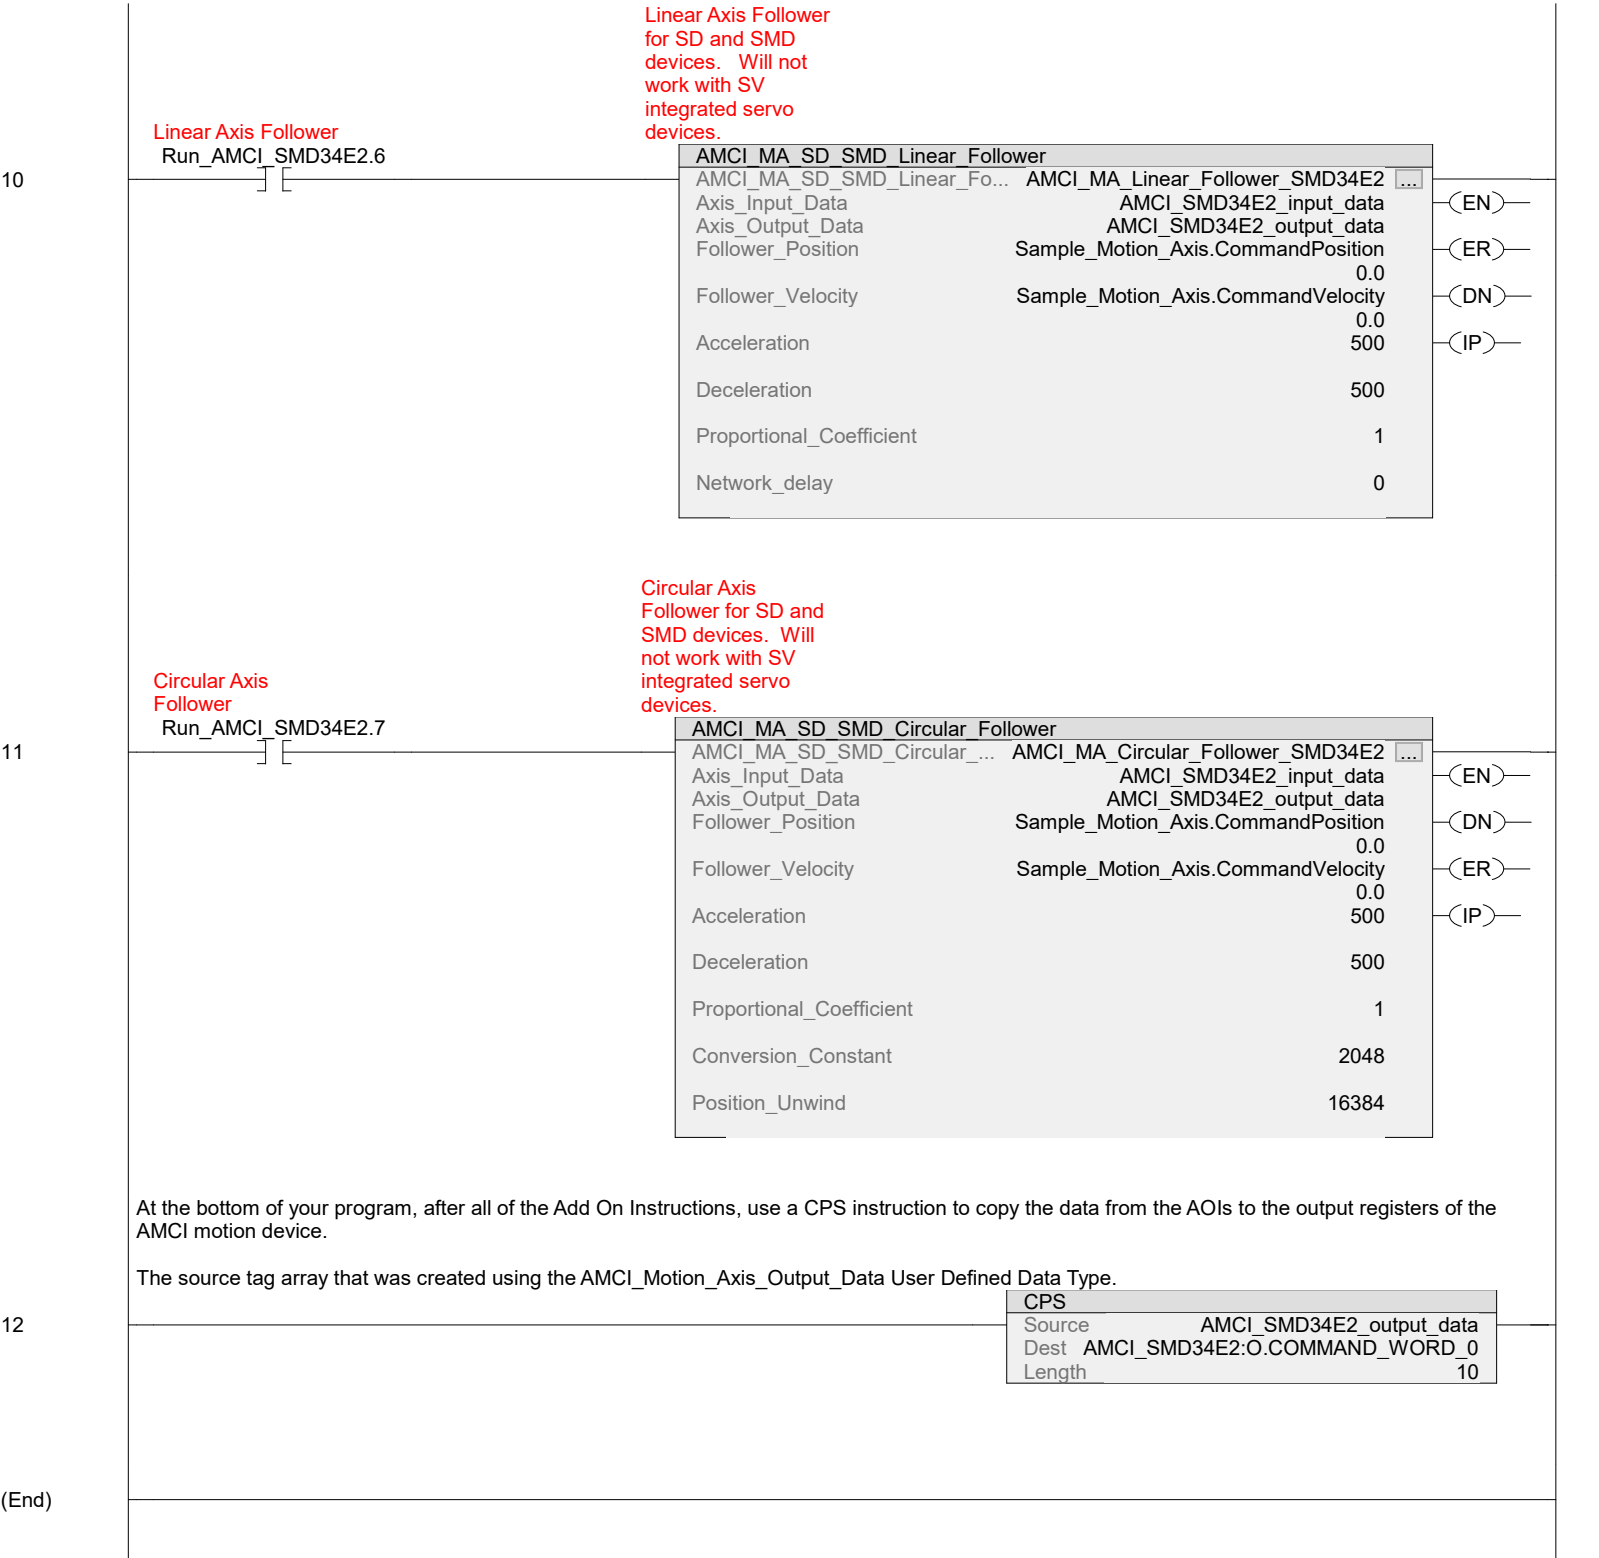 Linear Axis Follower
for SD and SMD
devices. Will not
work with SV
integrated servo
devices.
Linear Axis Follower
Run_AMCI_SMD34E2.6
10
AMCI_MA_SD_SMD_Linear_Follower
AMCI_MA_SD_SMD_Linear_Fo... AMCI_MA_Linear_Follower_SMD34E2 ...
Axis_Input_Data AMCI_SMD34E2_input_data (EN)
Axis_Output_Data AMCI_SMD34E2_output_data
Follower_Position Sample_Motion_Axis.CommandPosition (ER)
0.0
Follower_Velocity Sample_Motion_Axis.CommandVelocity (DN)
0.0
Acceleration 500 (IP)
Deceleration 500
Proportional_Coefficient 1
Network_delay 0
Circular Axis
Follower for SD and
SMD devices. Will
not work with SV
integrated servo
devices.
Circular Axis
Follower
Run_AMCI_SMD34E2.7
11
AMCI_MA_SD_SMD_Circular_Follower
AMCI_MA_SD_SMD_Circular_... AMCI_MA_Circular_Follower_SMD34E2 ...
Axis_Input_Data AMCI_SMD34E2_input_data (EN)
Axis_Output_Data AMCI_SMD34E2_output_data
Follower_Position Sample_Motion_Axis.CommandPosition (DN)
0.0
Follower_Velocity Sample_Motion_Axis.CommandVelocity (ER)
0.0
Acceleration 500 (IP)
Deceleration 500
Proportional_Coefficient 1
Conversion_Constant 2048
Position_Unwind 16384
At the bottom of your program, after all of the Add On Instructions, use a CPS instruction to copy the data from the AOIs to the output registers of the
AMCI motion device.
The source tag array that was created using the AMCI_Motion_Axis_Output_Data User Defined Data Type.
12
CPS
Source AMCI_SMD34E2_output_data
Dest AMCI_SMD34E2:O.COMMAND_WORD_0
Length 10
(End)